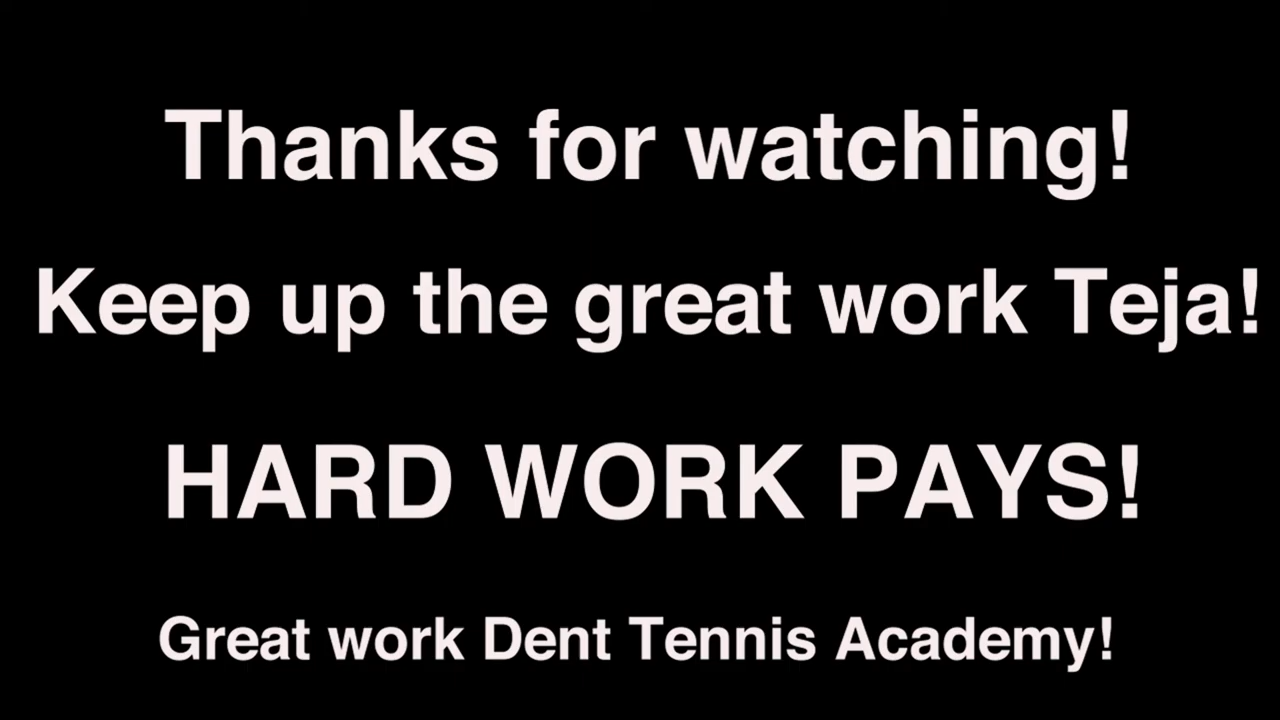 Thanks for watching!
Keep up the great work Teja!
HARD WORK PAYS!
Great work Dent Tennis Academy!